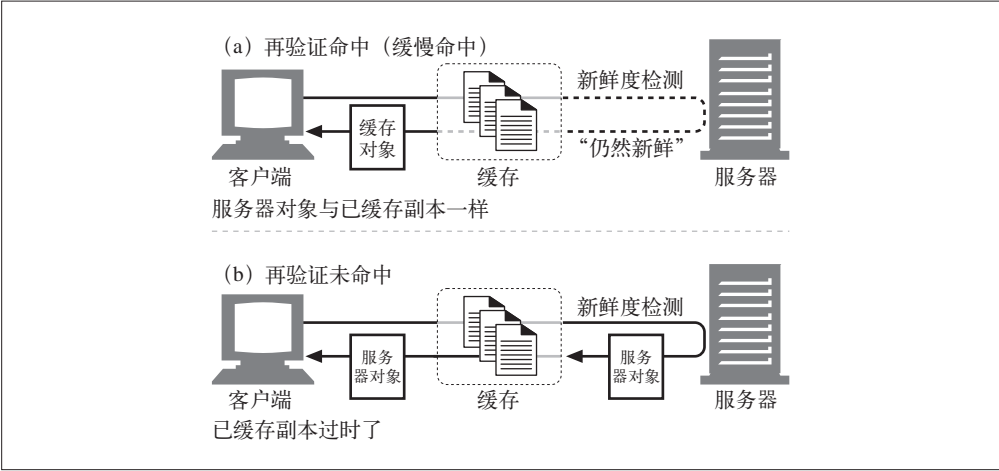 (a) 再验证命中（缓慢命中）
新鲜度检测
缓存
对象
“仍然新鲜”
客户端
缓存
服务器
服务器对象与已缓存副本一样
(b) 再验证未命中
新鲜度检测
服务
器对象
服务
器对象
客户端
缓存
服务器
已缓存副本过时了